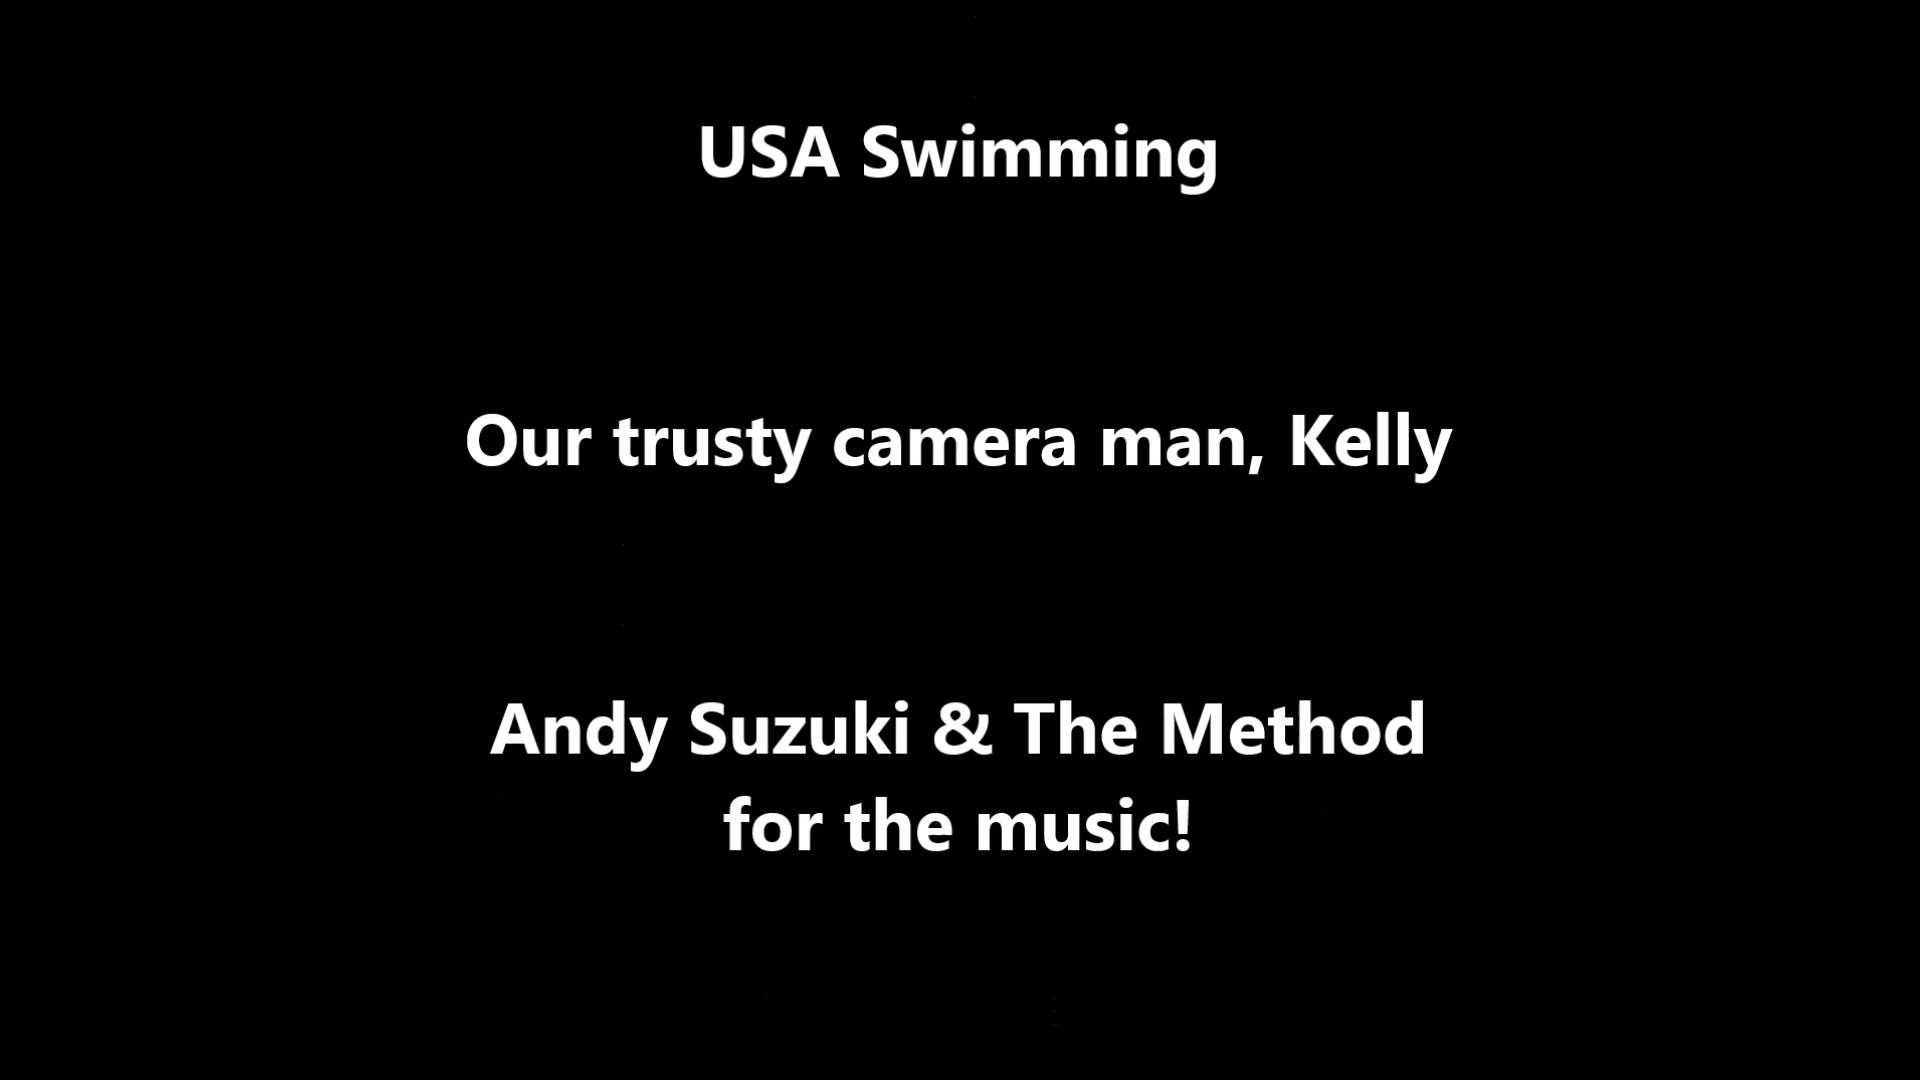 USA Swimming
Our trusty camera man, Kelly
Andy Suzuki & The Method
for the music!